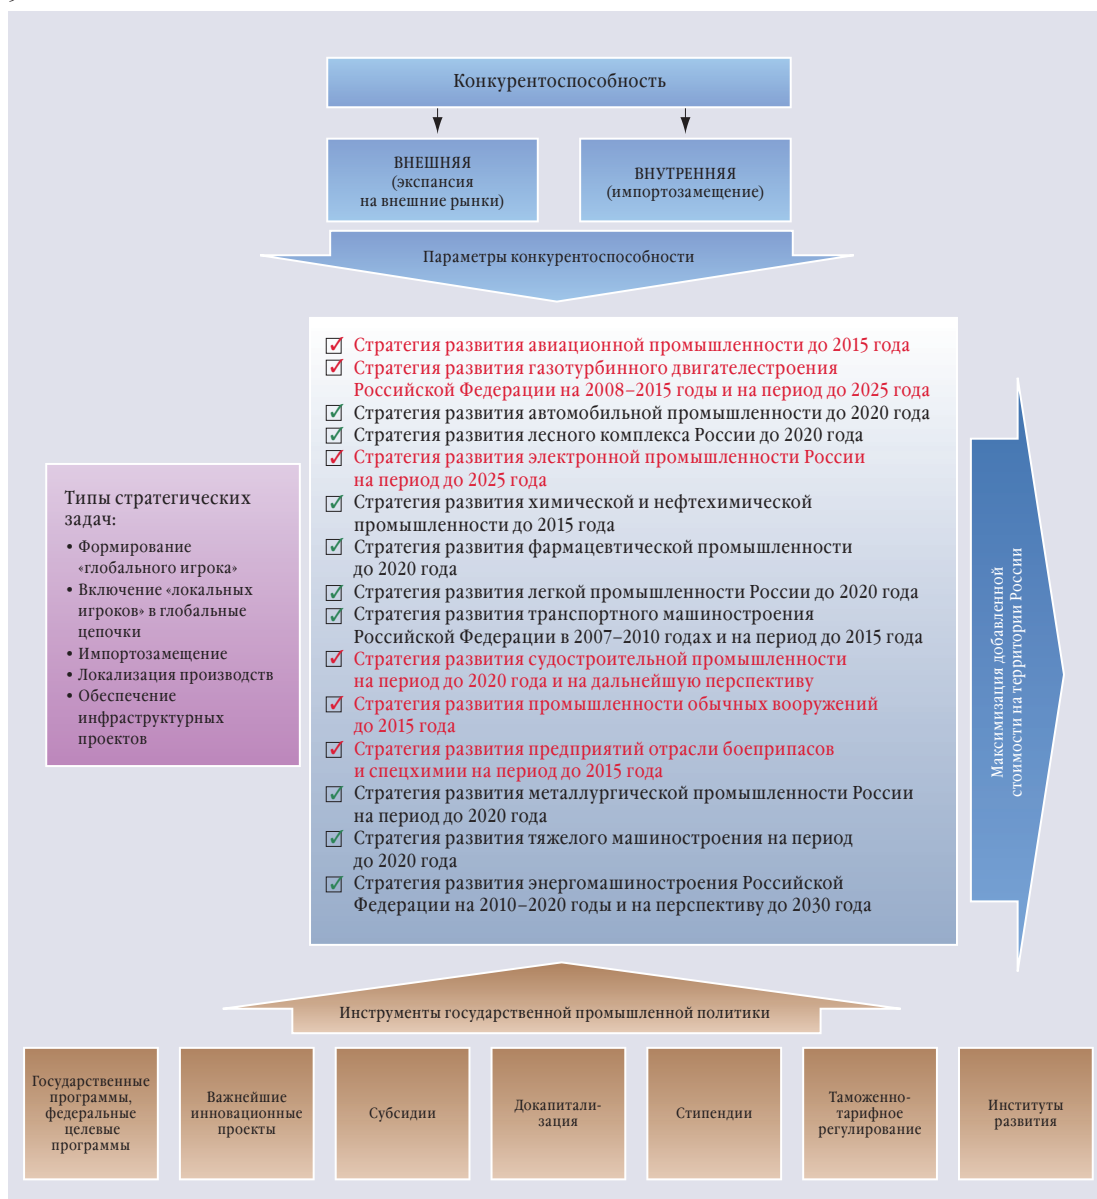 Конкурентоспособность
ВНЕШНЯЯ
(экспансия
на внешние рынки)
ВНУТРЕННЯЯ
(импортозамещение)
Параметры конкурентоспособности
Стратегия развития авиационной промышленности до 2015 года
Стратегия развития газотурбинного двигателестроения
Российской Федерации на 2008–2015 годы и на период до 2025 года
Стратегия развития автомобильной промышленности до 2020 года
Стратегия развития лесного комплекса России до 2020 года
Стратегия развития электронной промышленности России
на период до 2025 года
Стратегия развития химической и нефтехимической
промышленности до 2015 года
Стратегия развития фармацевтической промышленности
до 2020 года
Стратегия развития легкой промышленности России до 2020 года
Стратегия развития транспортного машиностроения
Российской Федерации в 2007–2010 годах и на период до 2015 года
Стратегия развития судостроительной промышленности
на период до 2020 года и на дальнейшую перспективу
Стратегия развития промышленности обычных вооружений
до 2015 года
Стратегия развития предприятий отрасли боеприпасов
и спецхимии на период до 2015 года
Стратегия развития металлургической промышленности России
на период до 2020 года
Стратегия развития тяжелого машиностроения на период
до 2020 года
Стратегия развития энергомашиностроения Российской
Федерации на 2010–2020 годы и на перспективу до 2030 года
Типы стратегических
задач:
• Формирование
«глобального игрока»
• Включение «локальных
игроков» в глобальные
цепочки
• Импортозамещение
• Локализация производств
• Обеспечение
инфраструктурных
проектов
Максимизация добавленной
стоимости на территории России
Инструменты государственной промышленной политики
Государственные
программы,
федеральные
целевые
программы
Важнейшие
инновационные
проекты
Субсидии
Докапитали-
зация
Стипендии
Таможенно-
тарифное
регулирование
Институты
развития